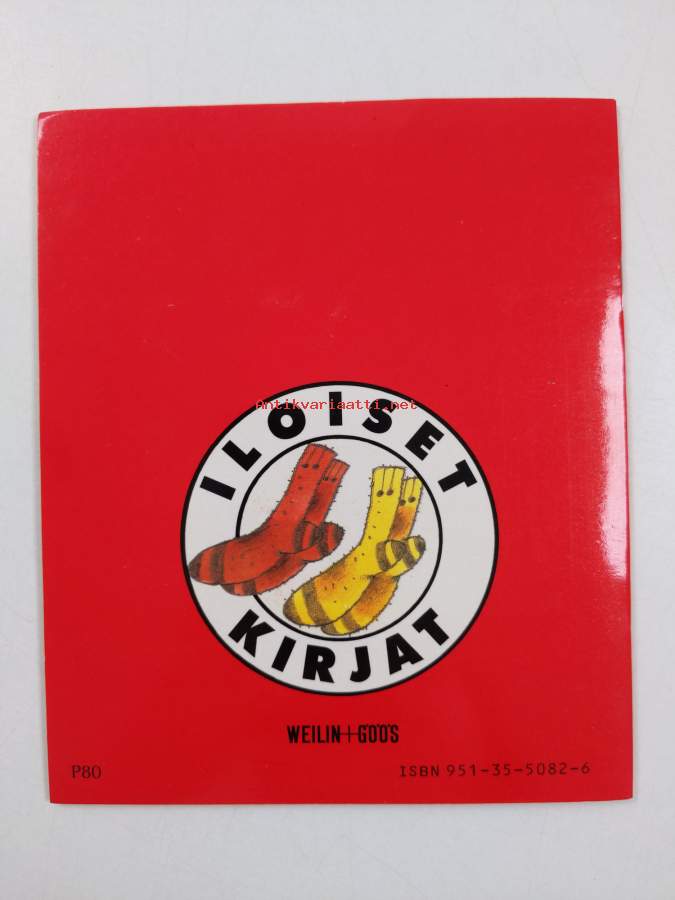 Antikvariaatti.net
ILOISET
KIRJAT
WEILIN+GÖÖS
P80
ISBN 951-35-5082-6